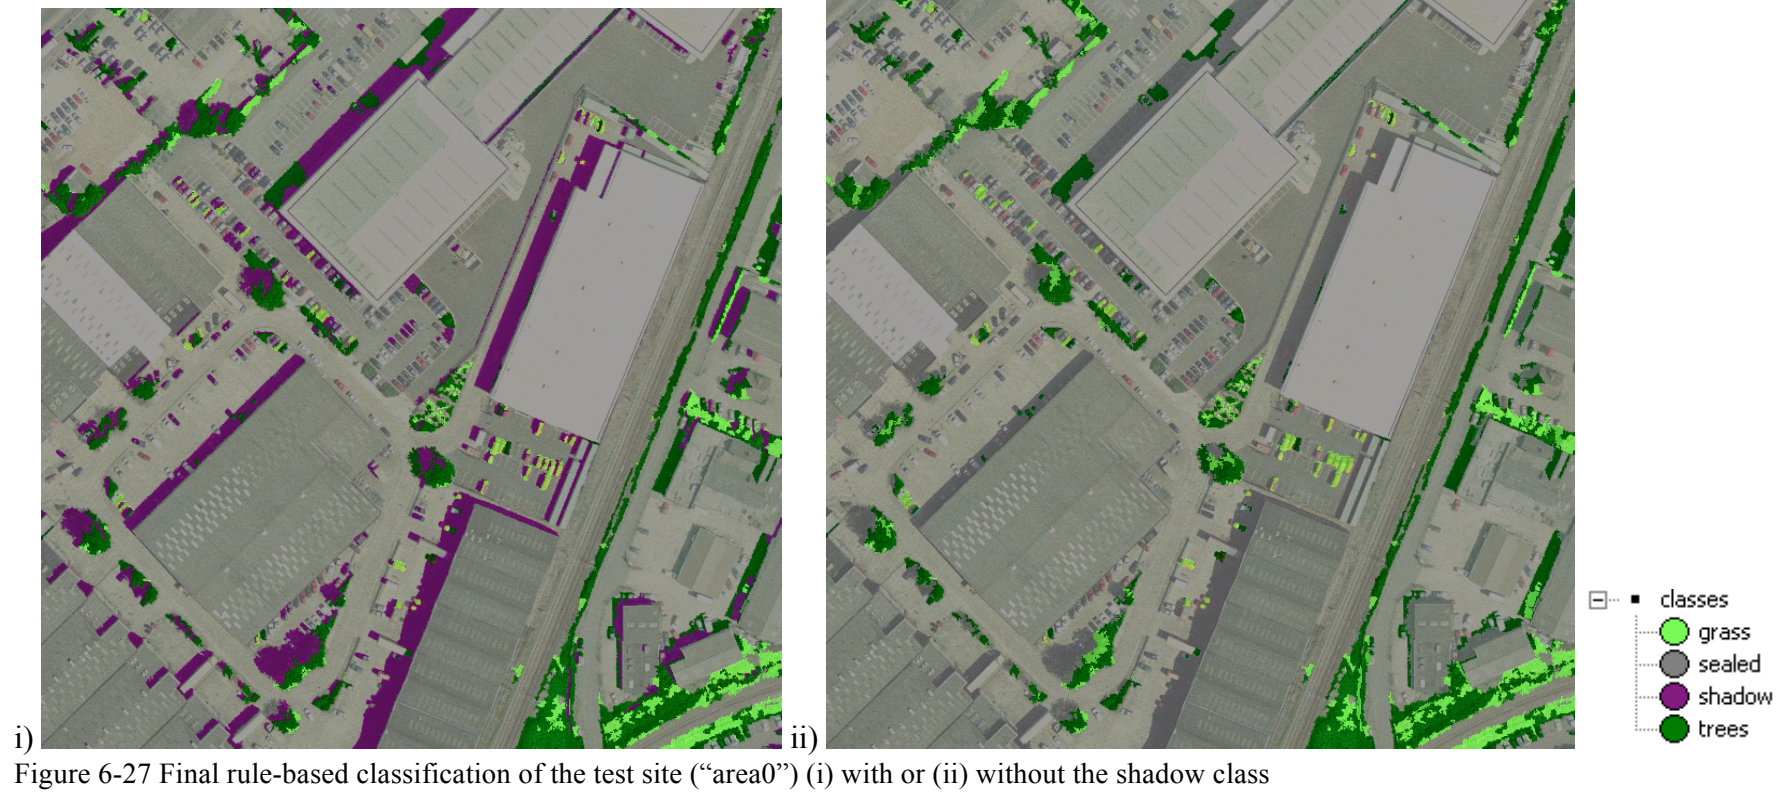 classes
grass
sealed
shadow
trees
i)
ii)
Figure 6-27 Final rule-based classification of the test site (“area0”) (i) with or (ii) without the shadow class